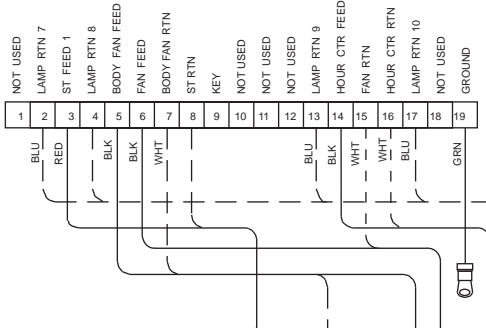 NOT USED
LAMP RTN 7
ST FEED 1
LAMP RTN 8
BODY FAN FEED
FAN FEED
BODY FAN RTN
ST RTN
KEY
NOT USED
NOT USED
NOT USED
LAMP RTN 9
HOUR CTR FEED
FAN RTN
HOUR CTR RTN
LAMP RTN 10
NOT USED
GROUND
1 2 3 4 5 6 7 8 9 10 11 12 13 14 15 16 17 18 19
BLU
RED
BLK
BLK
WHT
BLU
BLK
WHT
WHT
BLU
GRN